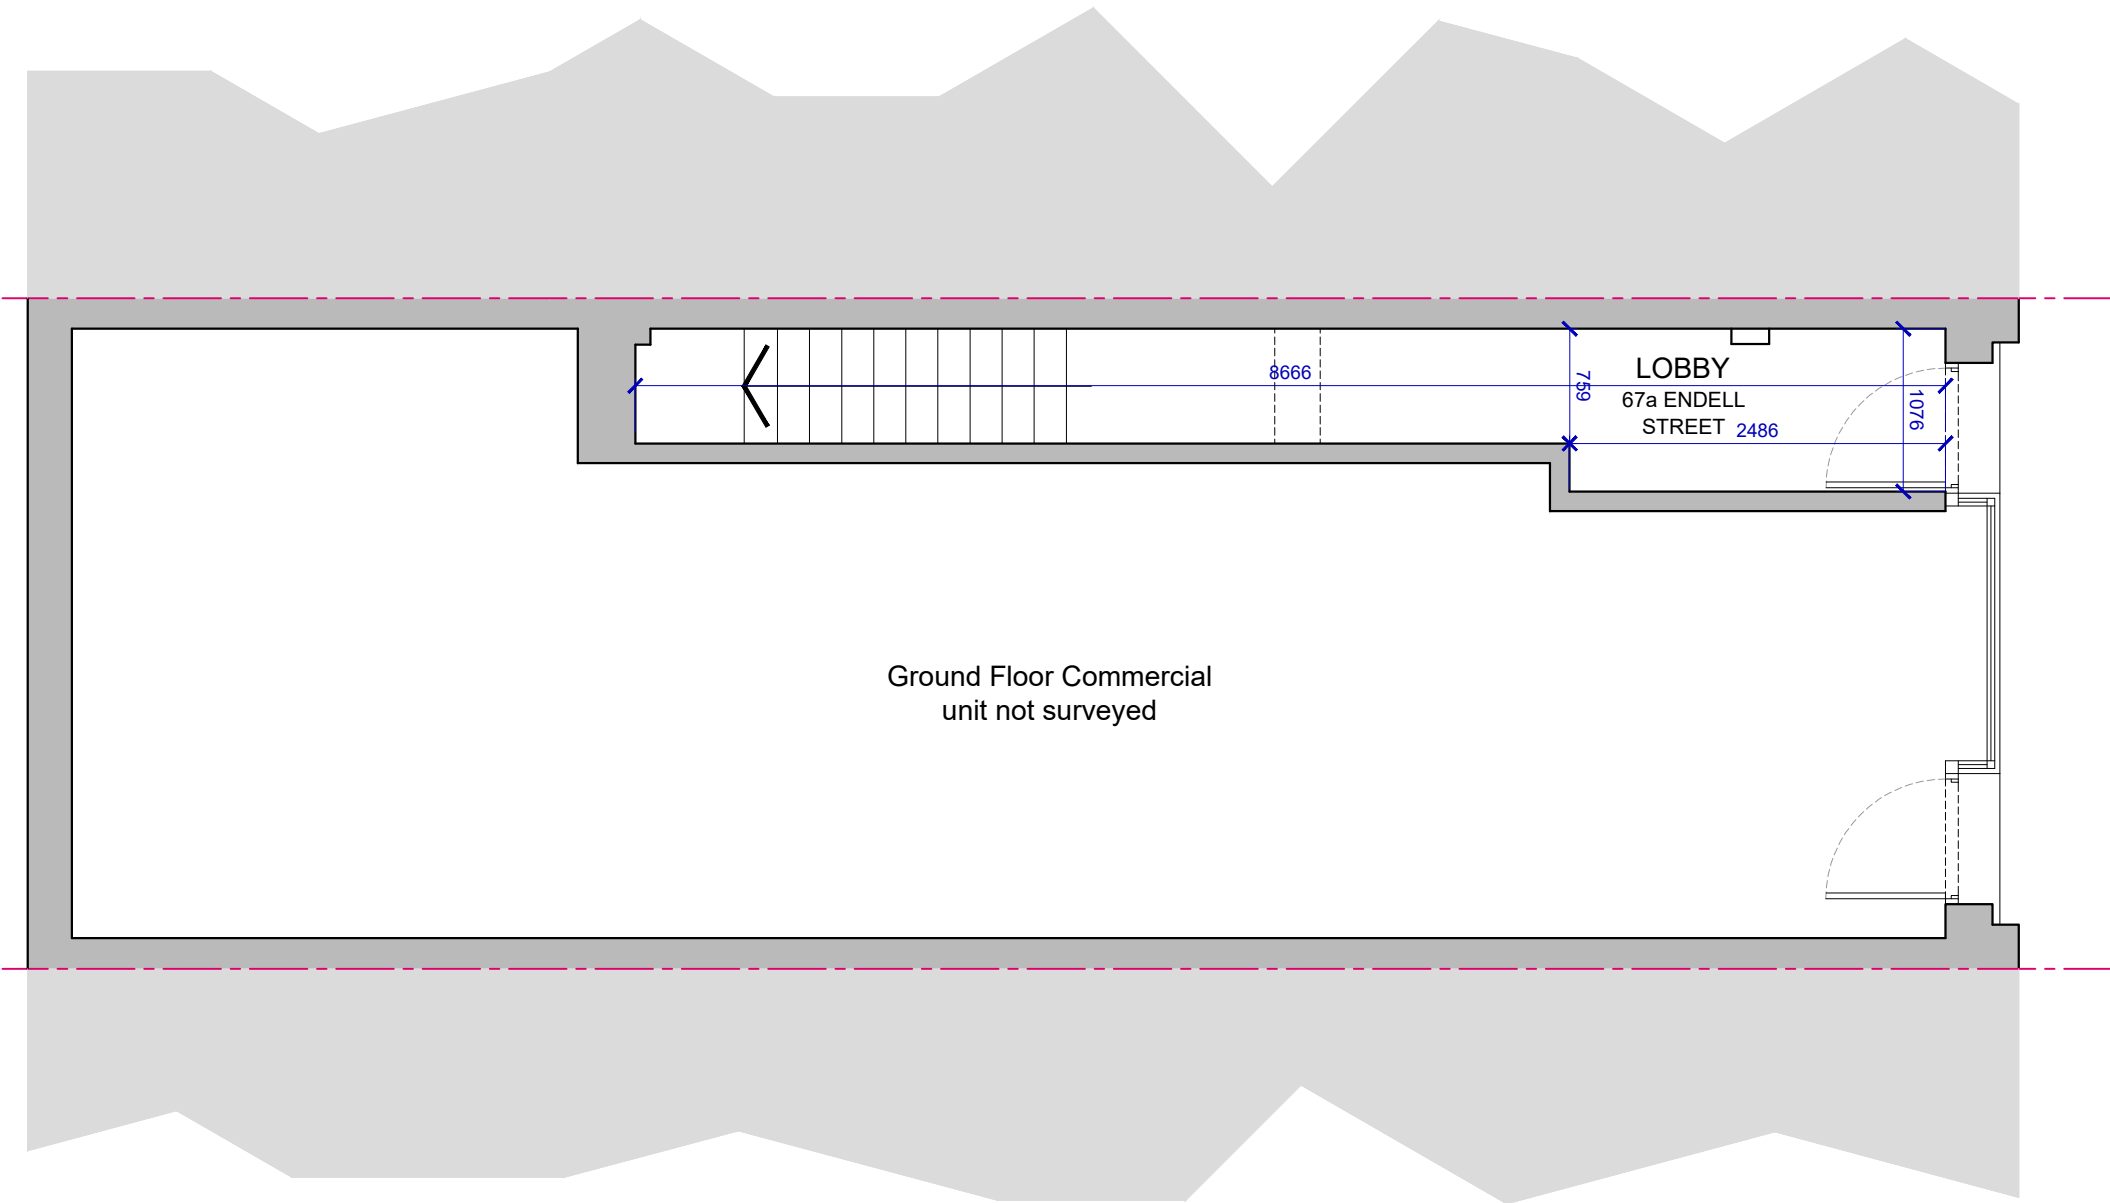 8666
759
LOBBY
67a ENDELL
STREET
2486
1076
Ground Floor Commercial
unit not surveyed